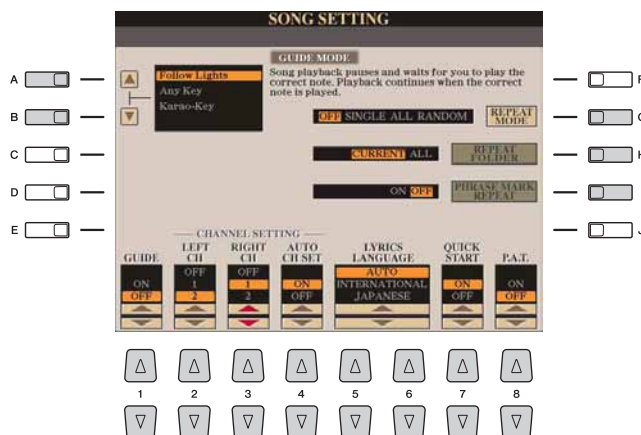 SONG SETTING
GUIDE MODE
Follow Lights
Any Key
Karao-Key
Song playback pauses and waits for you to play the
correct note. Playback continues when the correct
note is played.
OFF SINGLE ALL RANDOM
REPEAT
MODE
CURRENT ALL
REPEAT
FOLDER
ON OFF
PHRASE MARK
REPEAT
A
B
C
D
E
F
G
H
J
CHANNEL SETTING
GUIDE
ON
OFF
LEFT
CH
OFF
1
2
RIGHT
CH
OFF
1
2
AUTO
CH SET
ON
OFF
LYRICS
LANGUAGE
AUTO
INTERNATIONAL
JAPANESE
QUICK
START
ON
OFF
P.A.T.
ON
OFF
1 2 3 4 5 6 7 8